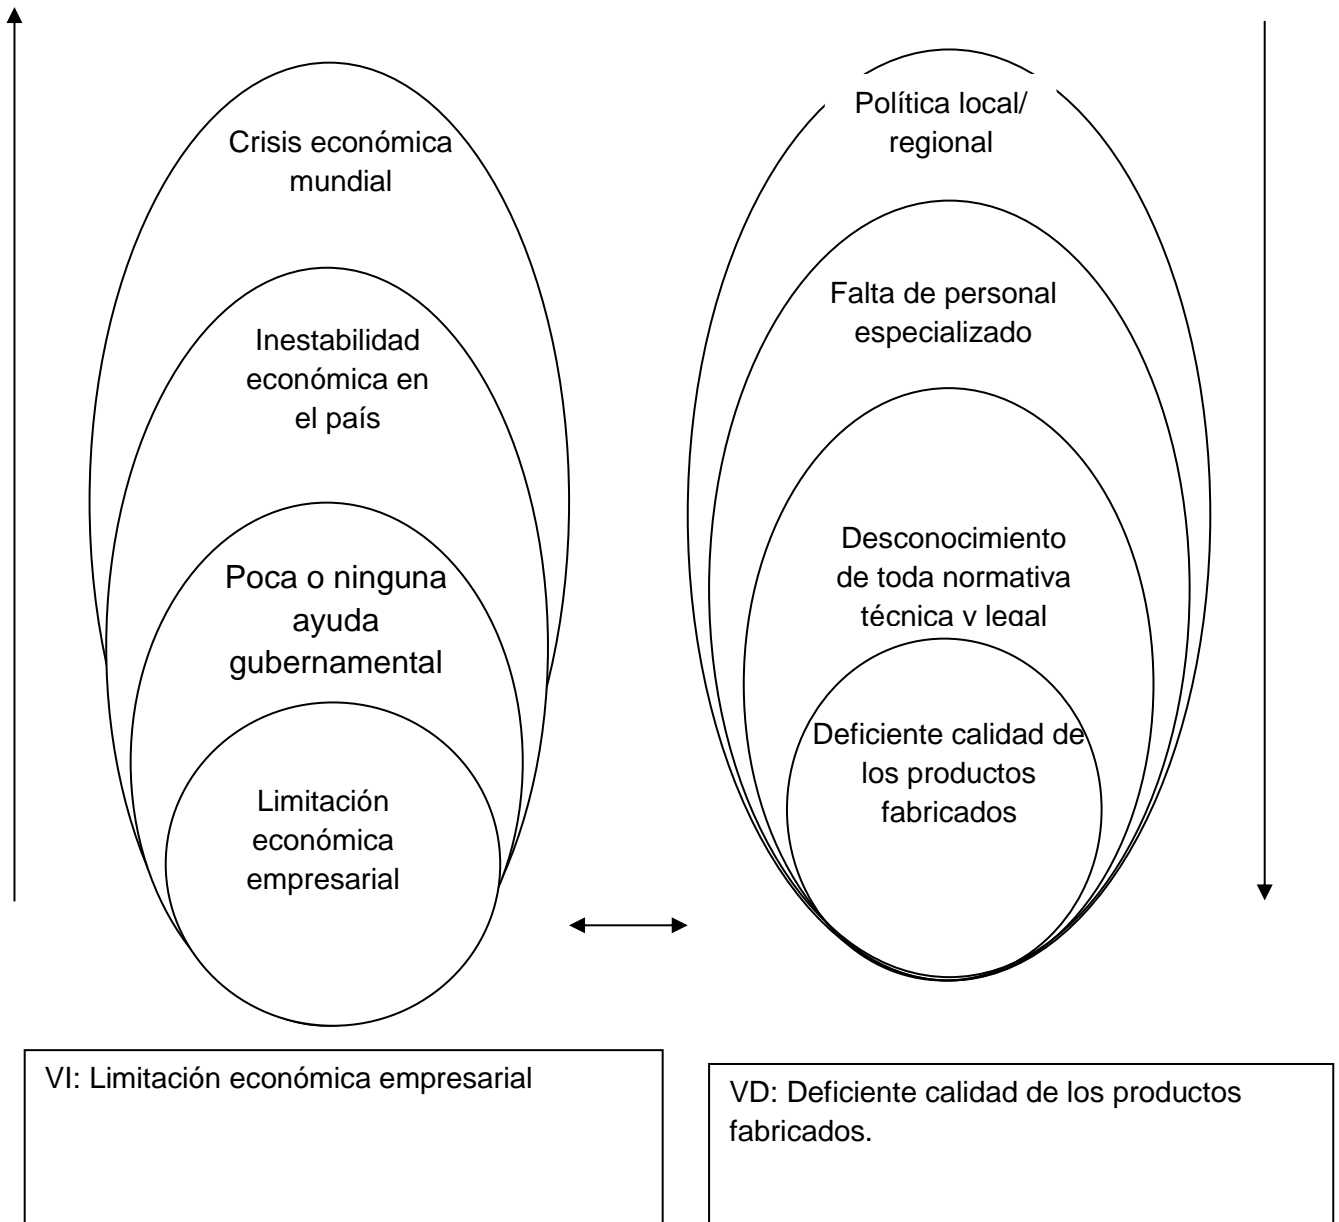 Crisis económica
mundial
Inestabilidad
económica en
el país
Poca o ninguna
ayuda
gubernamental
Limitación
económica
empresarial
Política local/
regional
Falta de personal
especializado
Desconocimiento
de toda normativa
técnica y legal
Deficiente calidad de
los productos
fabricados
VI: Limitación económica empresarial
VD: Deficiente calidad de los productos
fabricados.